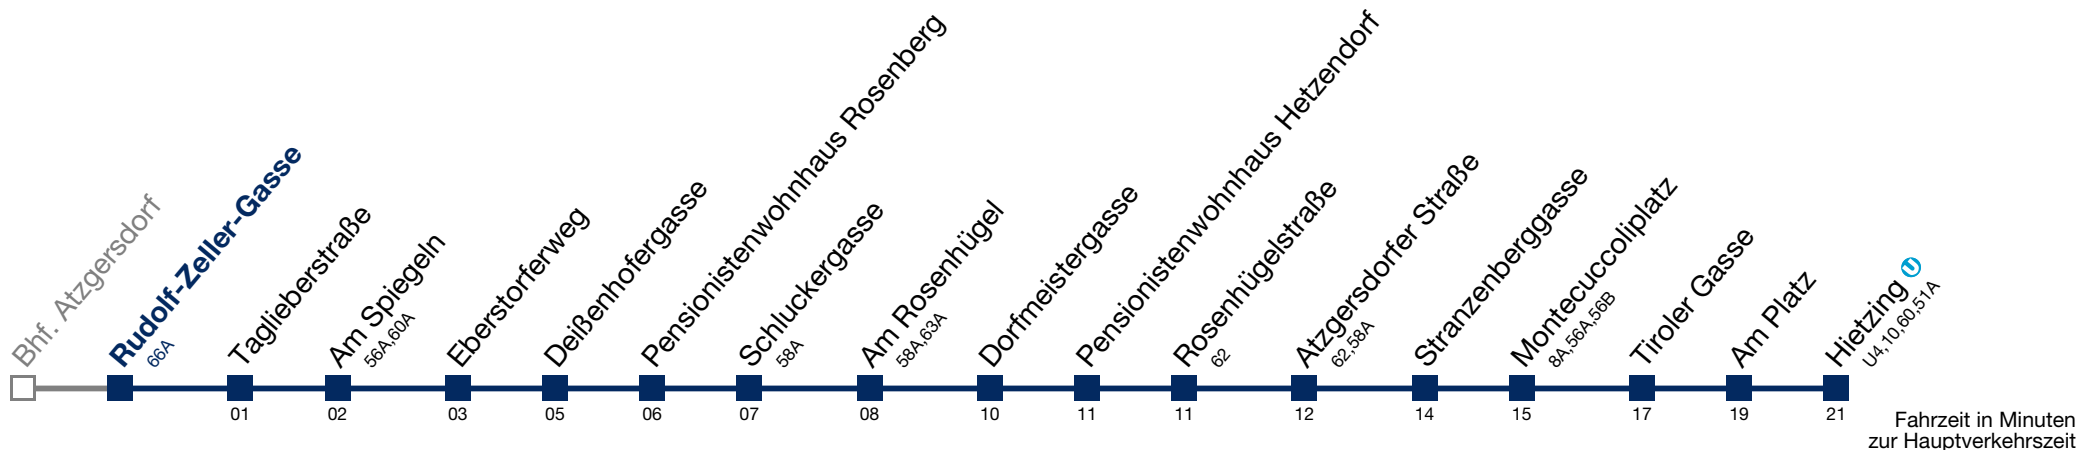 Bhf. Atzgersdorf
Rudolf-Zeller-Gasse
66A
Taglieberstraße
01
Am Spiegeln
56A,60A
02
Eberstorferweg
03
Deißenhofergasse
05
Pensionistenwohnhaus Rosenberg
06
Schluckergasse
58A
07
Am Rosenhügel
58A,63A
08
Dorfmeistergasse
10
Pensionistenwohnhaus Hetzendorf
11
Rosenhügelstraße
62
11
Atzgersdorfer Straße
62,58A
12
Stranzenberggasse
14
Montecuccoliplatz
8A,56A,56B
15
Tiroler Gasse
17
Am Platz
19
Hietzing
U4,10,60,51A
21
Fahrzeit in Minuten
zur Hauptverkehrszeit